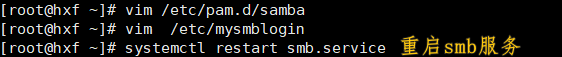 [root@hxf ~]# vim /etc/pam.d/samba
[root@hxf ~]# vim  /etc/mysmblogin
[root@hxf ~]# systemctl restart smb.service 重启smb服务